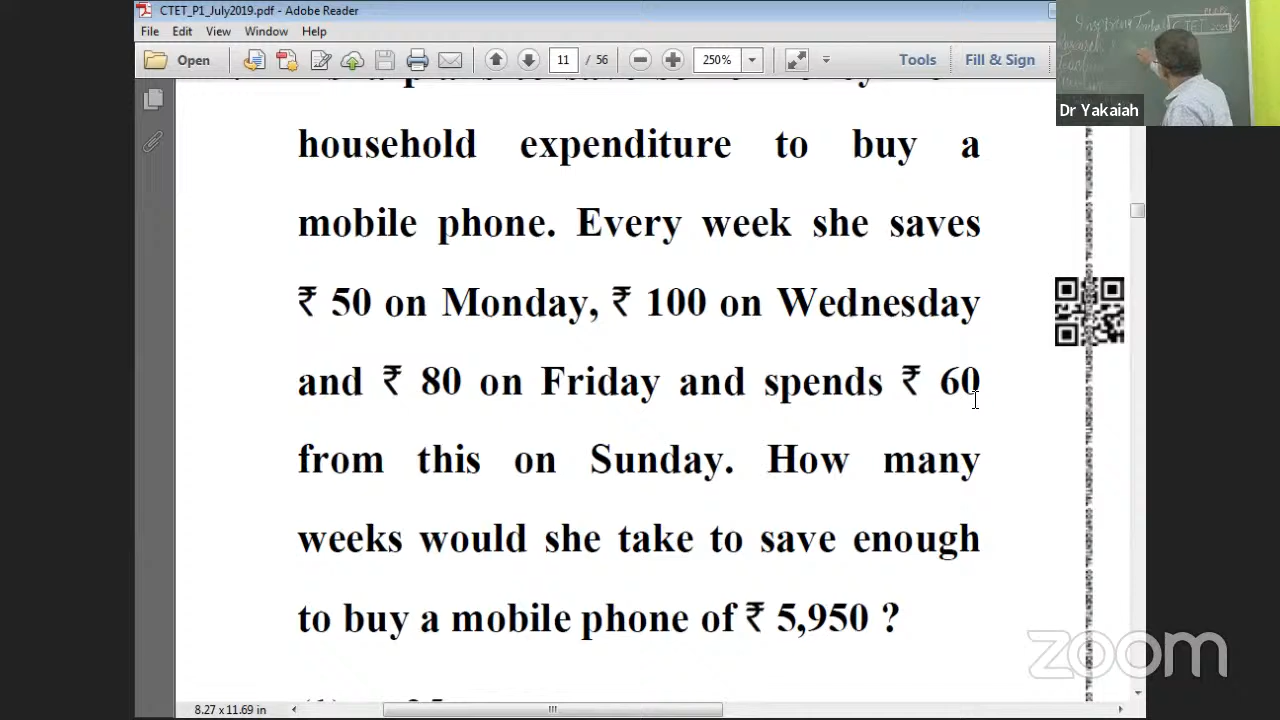 CTET_P1_July2019.pdf - Adobe Reader
File Edit View Window Help
Open 11 / 56 250% Tools Fill & Sign
Dr Yakaiah
household expenditure to buy a
mobile phone. Every week she saves
₹ 50 on Monday, ₹ 100 on Wednesday
and ₹ 80 on Friday and spends ₹ 60
from this on Sunday. How many
weeks would she take to save enough
to buy a mobile phone of ₹ 5,950 ?
zoom
8.27 x 11.69 in